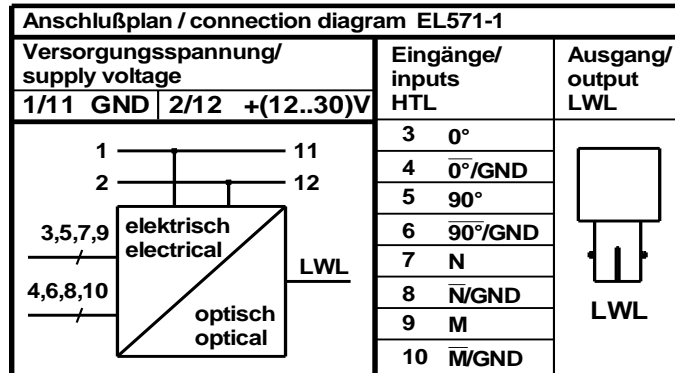 Anschlußplan / connection diagram EL571-1
Versorgungsspannung/
supply voltage
1/11 GND 2/12 +(12..30)V
1 11
2 12
3,5,7,9
elektrisch
electrical
4,6,8,10
LWL
optisch
optical
Eingänge/
inputs
HTL
3 0°
4 0̅°̅/GND
5 90°
6 9̅0̅°̅/GND
7 N
8 N̅/GND
9 M
10 M̅/GND
Ausgang/
output
LWL
LWL